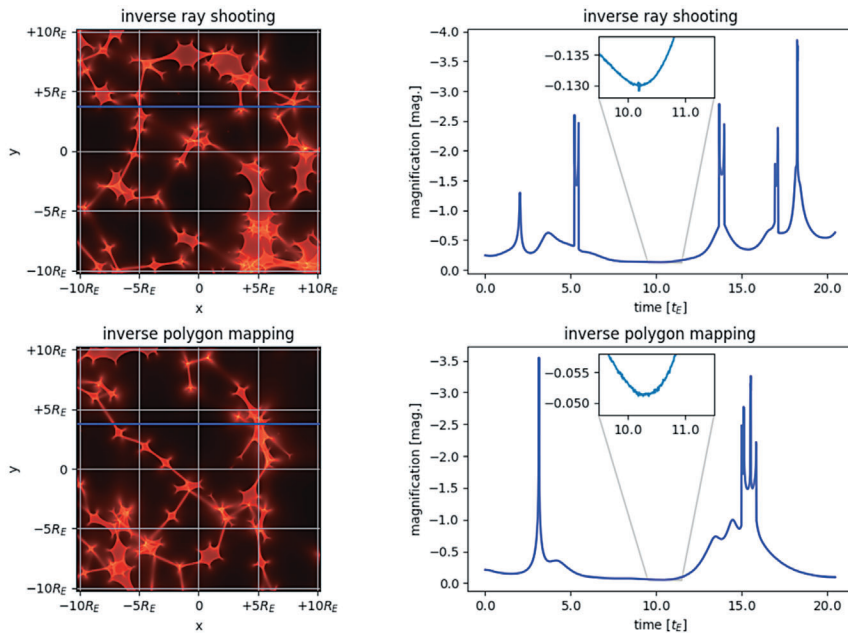 inverse ray shooting
+10R_E
+5R_E
0
−5R_E
−10R_E
y
−10R_E −5R_E 0 +5R_E +10R_E
x
inverse ray shooting
−4.0
−3.5
−3.0
−2.5
−2.0
−1.5
−1.0
−0.5
0.0
magnification [mag.]
−0.135
−0.130
10.0 11.0
0.0 5.0 10.0 15.0 20.0
time [t_E]
inverse polygon mapping
+10R_E
+5R_E
0
−5R_E
−10R_E
y
−10R_E −5R_E 0 +5R_E +10R_E
x
inverse polygon mapping
−3.5
−3.0
−2.5
−2.0
−1.5
−1.0
−0.5
0.0
magnification [mag.]
−0.055
−0.050
10.0 11.0
0.0 5.0 10.0 15.0 20.0
time [t_E]